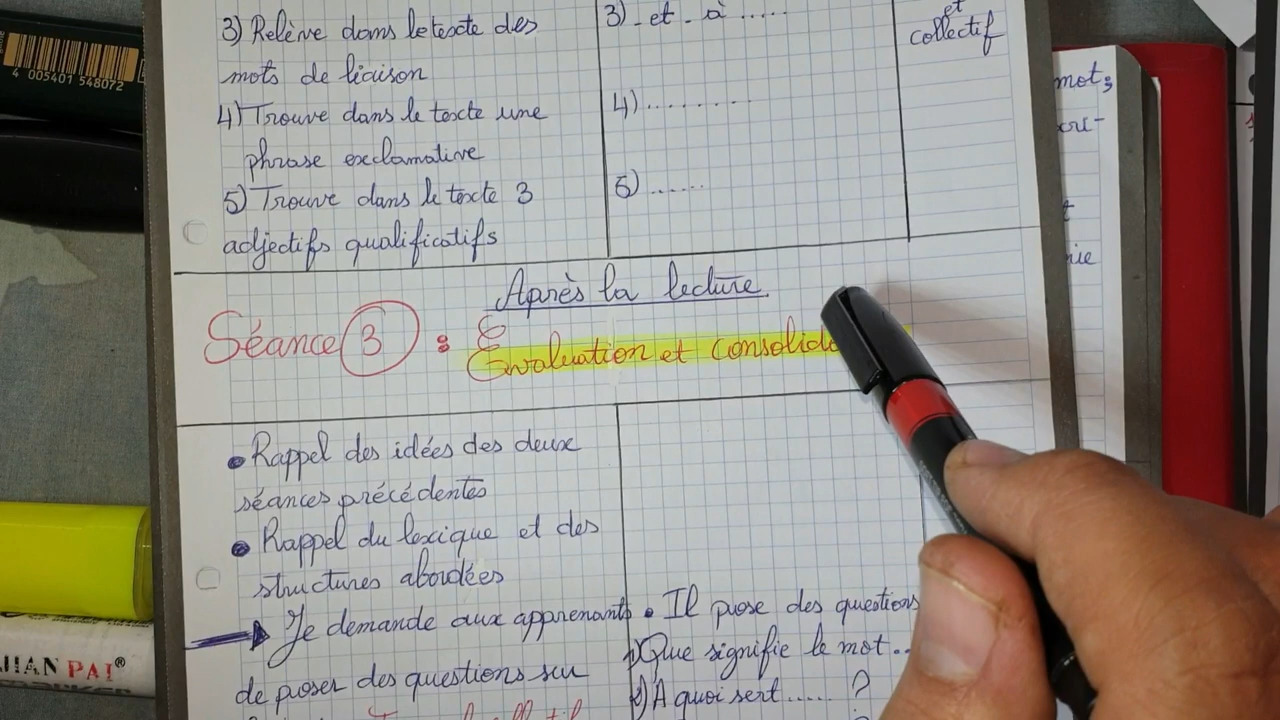 4 005401 548072
3) Relève dans le texte des
mots de liaison
4) Trouve dans le texte une
phrase exclamative
5) Trouve dans le texte 3
adjectifs qualificatifs
3) - et - à .....
4) ..........
5) ......
et
collectif
mot;
Après la lecture
Séance 3 : Evaluation et consolid
• Rappel des idées des deux
séances précédentes
• Rappel du lexique et des
structures abordées
→ Je demande aux apprenants
de poser des questions sur
• Il pose des questions
1) Que signifie le mot..
2) A quoi sert ..... ?
PAI®